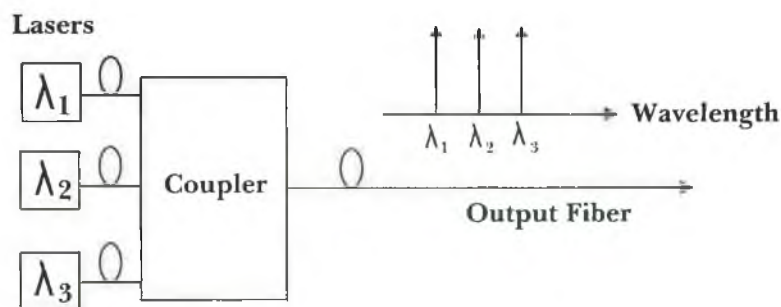 Lasers
λ1
λ2
λ3
Coupler
λ1 λ2 λ3
Wavelength
Output Fiber